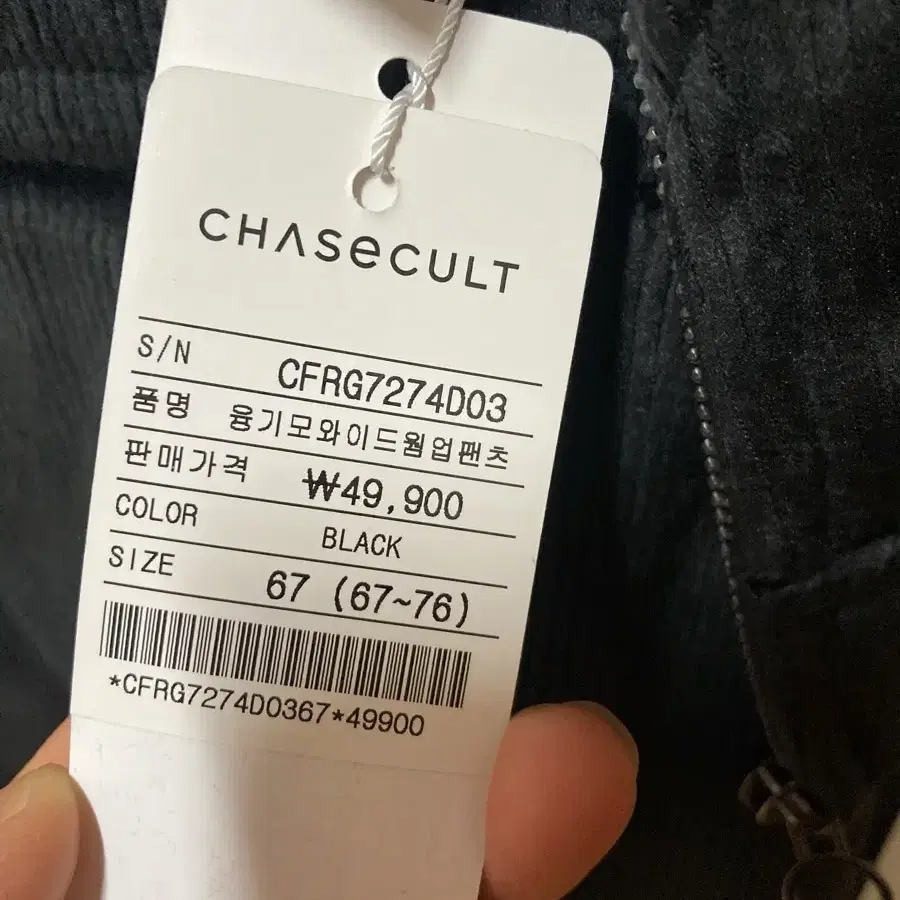 CHASeCULT
S/N CFRG7274D03
품명 융기모와이드웜업팬츠
판매가격 ₩49,900
COLOR BLACK
SIZE 67 (67~76)
*CFRG7274D0367*49900